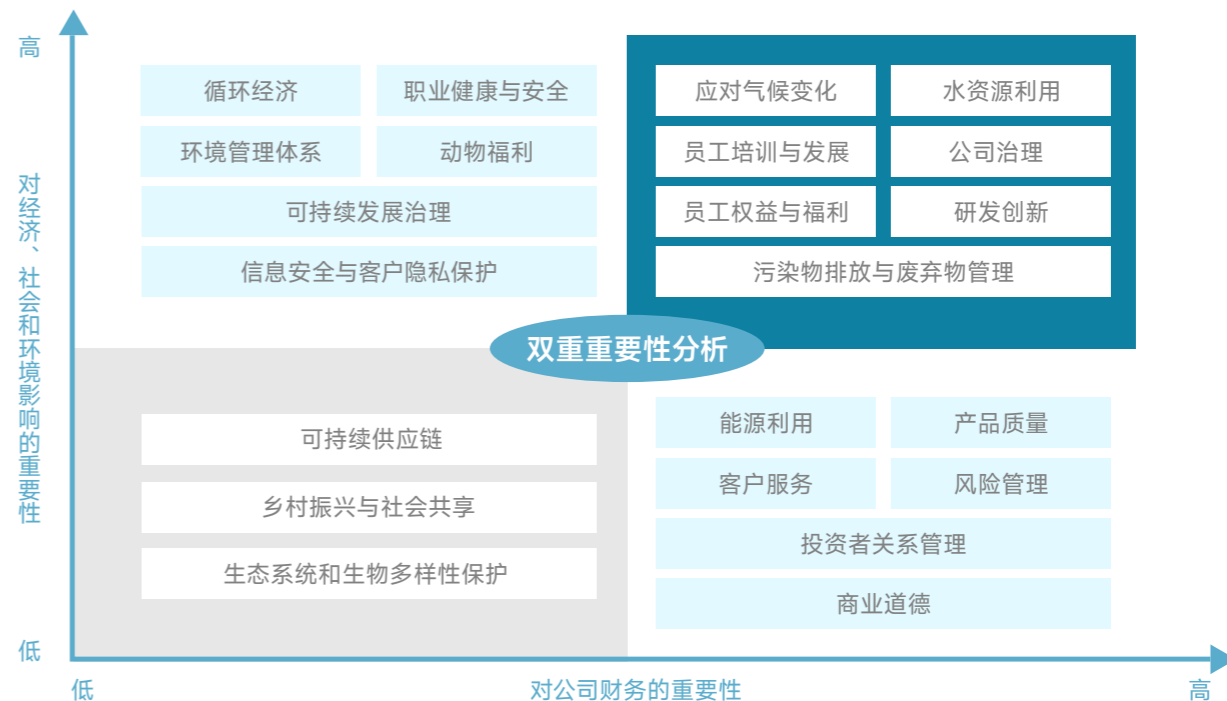 高
对经济、社会和环境影响的重要性
低
循环经济
职业健康与安全
环境管理体系
动物福利
可持续发展治理
信息安全与客户隐私保护
应对气候变化
水资源利用
员工培训与发展
公司治理
员工权益与福利
研发创新
污染物排放与废弃物管理
双重重要性分析
可持续供应链
乡村振兴与社会共享
生态系统和生物多样性保护
能源利用
产品质量
客户服务
风险管理
投资者关系管理
商业道德
低
对公司财务的重要性
高